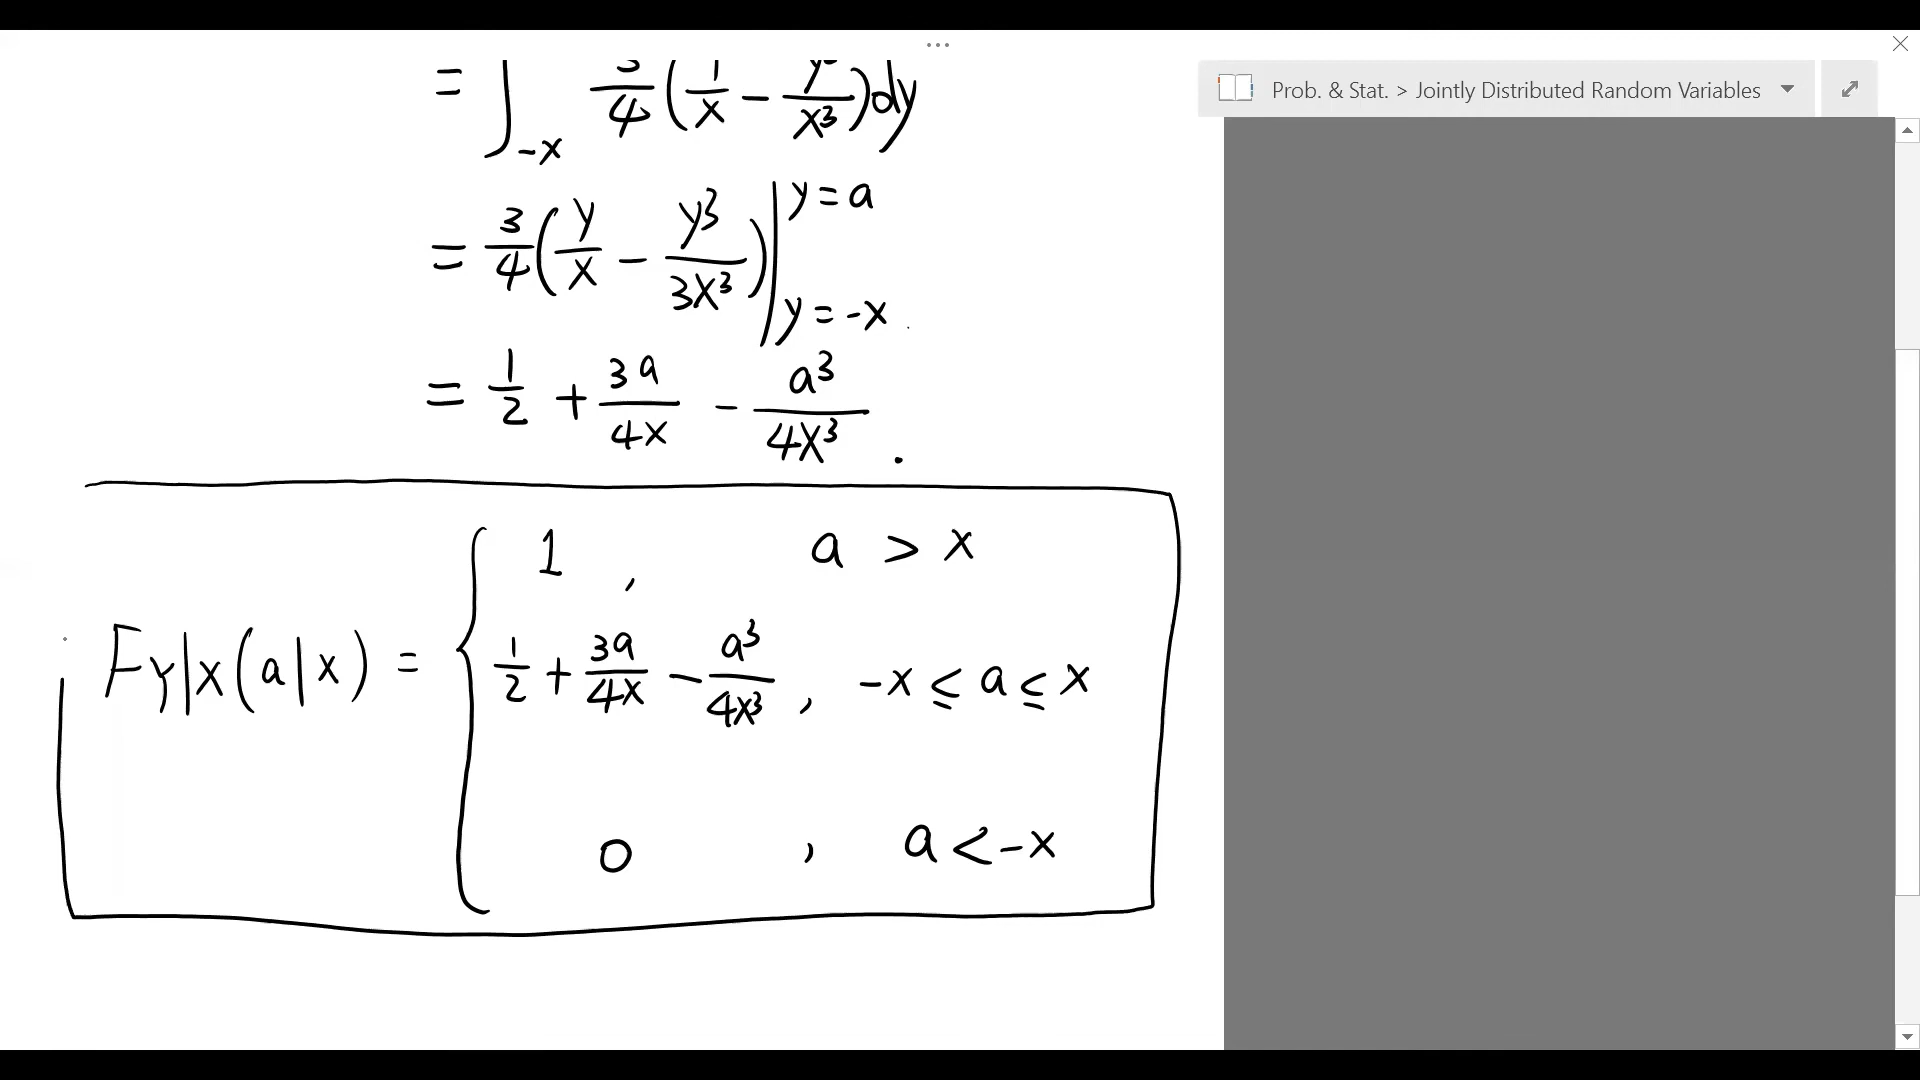 Prob. & Stat. > Jointly Distributed Random Variables
= ∫_{-x} 3/4 (1/x - y²/x³) dy
= 3/4 (y/x - y³/3x³) | y=a y=-x
= 1/2 + 3a/4x - a³/4x³ .
1 , a > x
F_{Y|X}(a|x) = { 1/2 + 3a/4x - a³/4x³ , -x ≤ a ≤ x
0 , a < -x